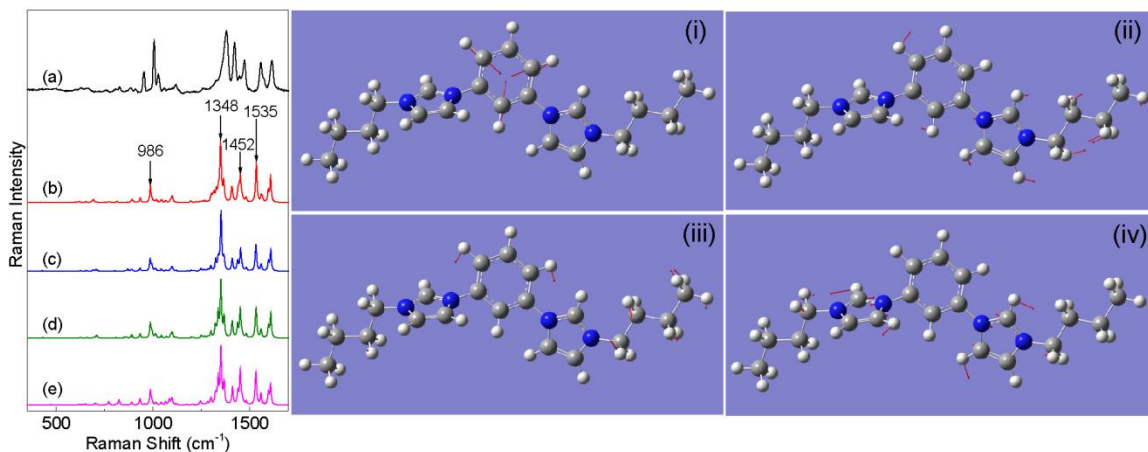 (a)
1348
1535
1452
986
(b)
(c)
(d)
(e)
500
1000
1500
Raman Shift (cm⁻¹)
Raman Intensity
(i)
(ii)
(iii)
(iv)